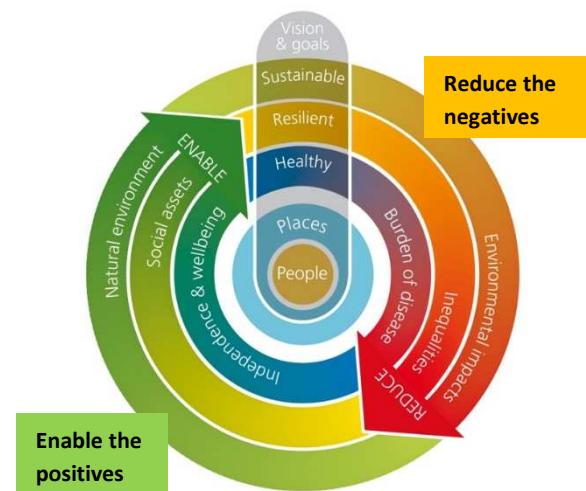 Vision
& goals
Sustainable
Resilient
Healthy
Places
People
Reduce the
negatives
ENABLE
Natural environment
Social assets
Independence & wellbeing
Burden of disease
Inequalities
Environmental impacts
REDUCE
Enable the
positives